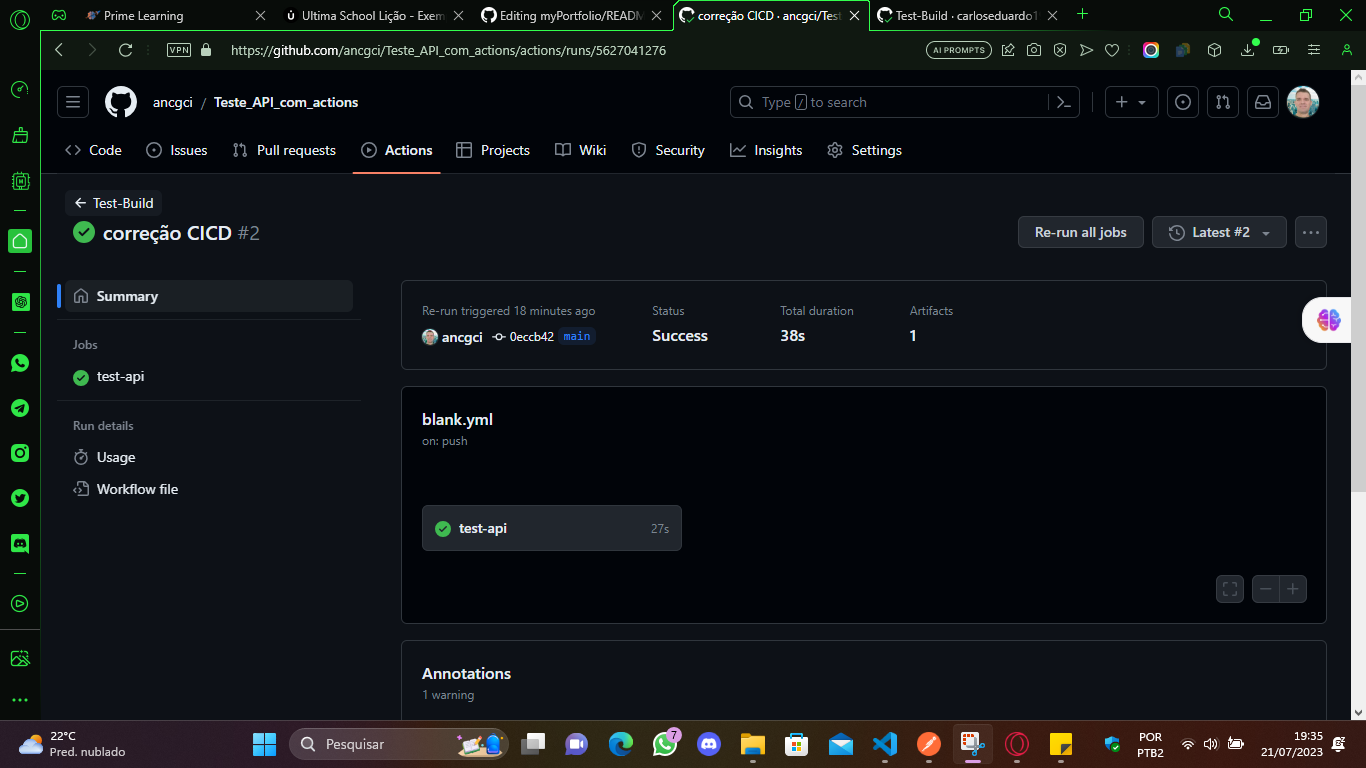 Prime Learning
Ultima School Lição - Exem
Editing myPortfolio/READM
correção CICD · ancgci/Test
Test-Build · carloseduardo1
VPN
https://github.com/ancgci/Teste_API_com_actions/actions/runs/5627041276
AI PROMPTS
ancgci / Teste_API_com_actions
Type / to search
Code
Issues
Pull requests
Actions
Projects
Wiki
Security
Insights
Settings
Test-Build
correção CICD #2
Re-run all jobs
Latest #2
Summary
Jobs
test-api
Run details
Usage
Workflow file
Re-run triggered 18 minutes ago
ancgci 0eccb42 main
Status
Success
Total duration
38s
Artifacts
1
blank.yml
on: push
test-api 27s
Annotations
1 warning
22°C
Pred. nublado
Pesquisar
7
POR
PTB2
19:35
21/07/2023